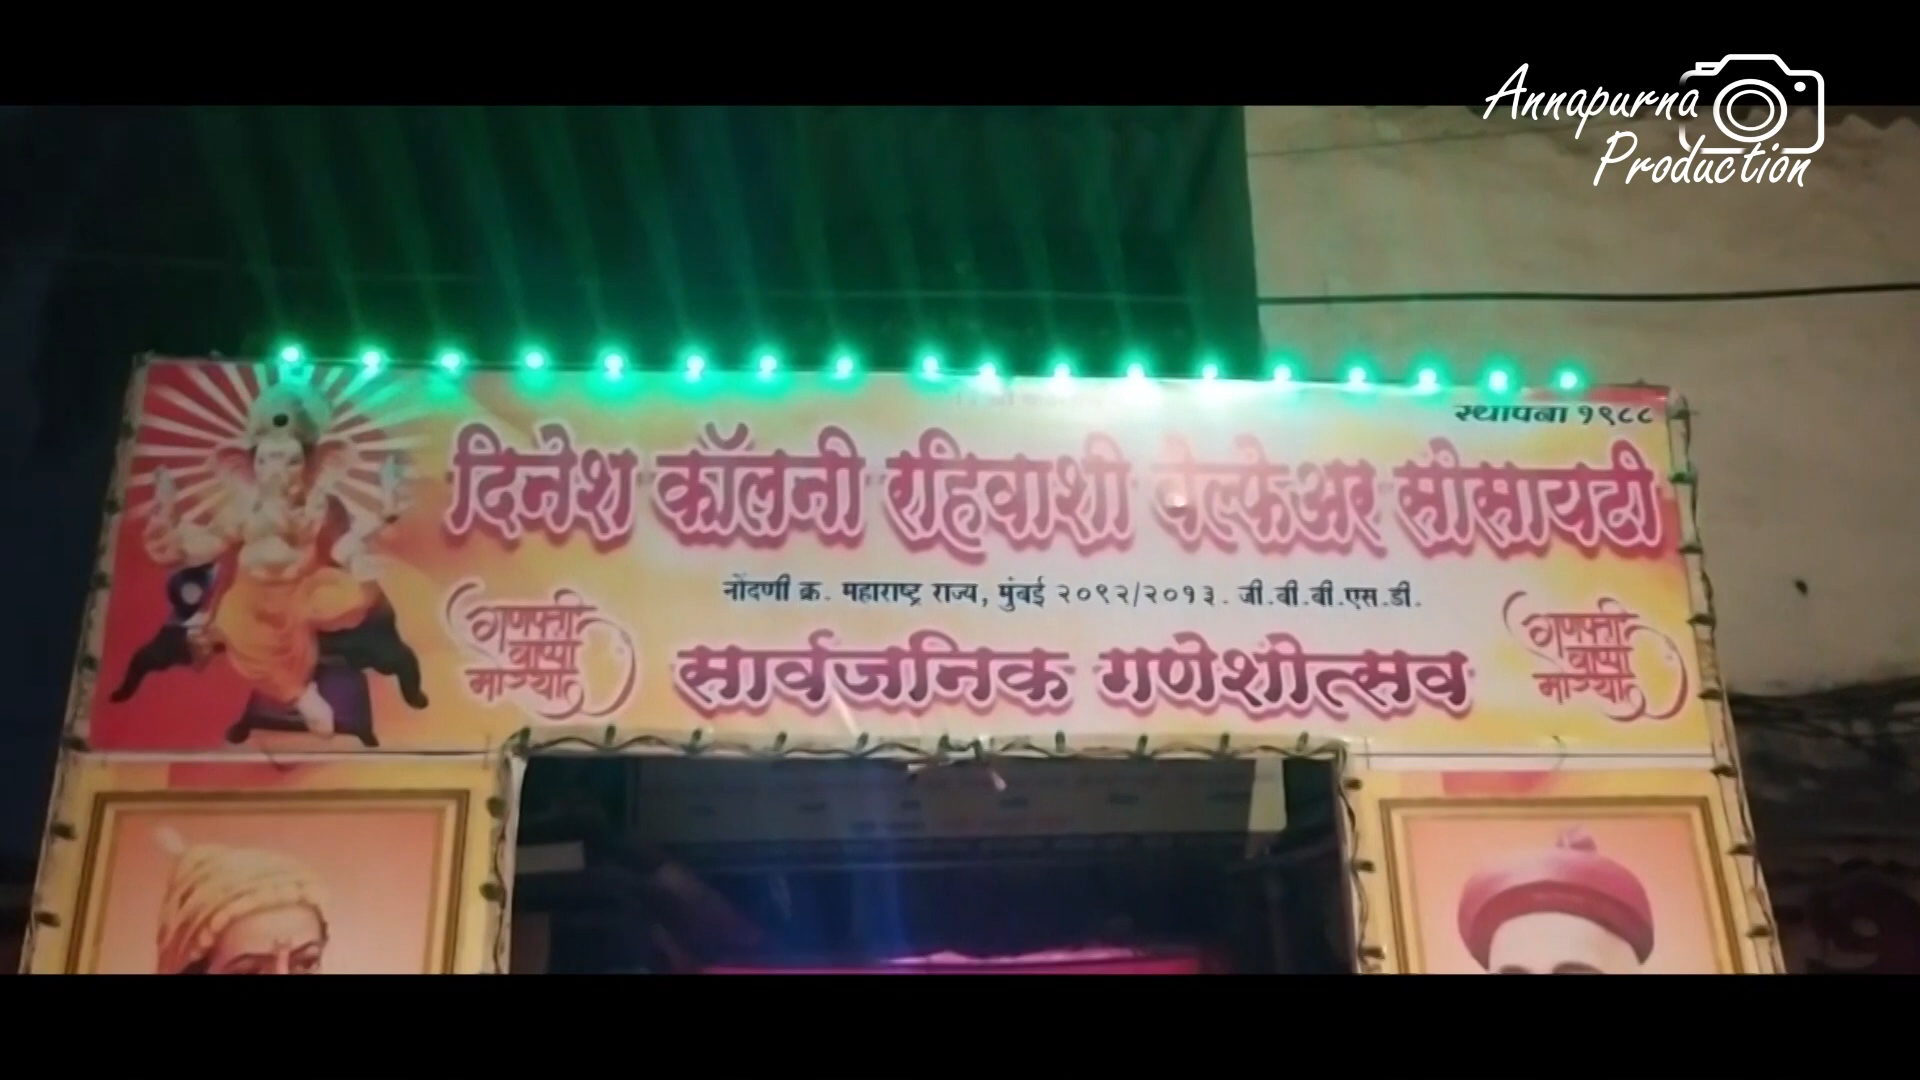 Annapurna
Production
स्थापना १९८८
दिनेश कॉलनी रहिवाशी वेल्फेअर सोसायटी
नोंदणी क्र. महाराष्ट्र राज्य, मुंबई २०९२/२०१३. जी.बी.बी.एस.डी.
गणपती
बाप्पा
मोरया
सार्वजनिक गणेशोत्सव
गणपती
बाप्पा
मोरया